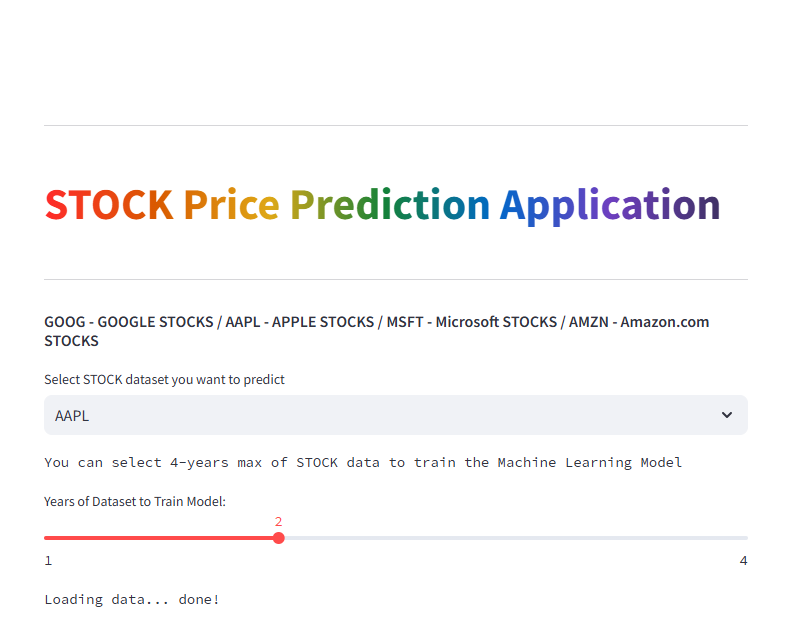 STOCK Price Prediction Application
GOOG - GOOGLE STOCKS / AAPL - APPLE STOCKS / MSFT - Microsoft STOCKS / AMZN - Amazon.com
STOCKS
Select STOCK dataset you want to predict
AAPL
You can select 4-years max of STOCK data to train the Machine Learning Model
Years of Dataset to Train Model:
2
1 4
Loading data... done!